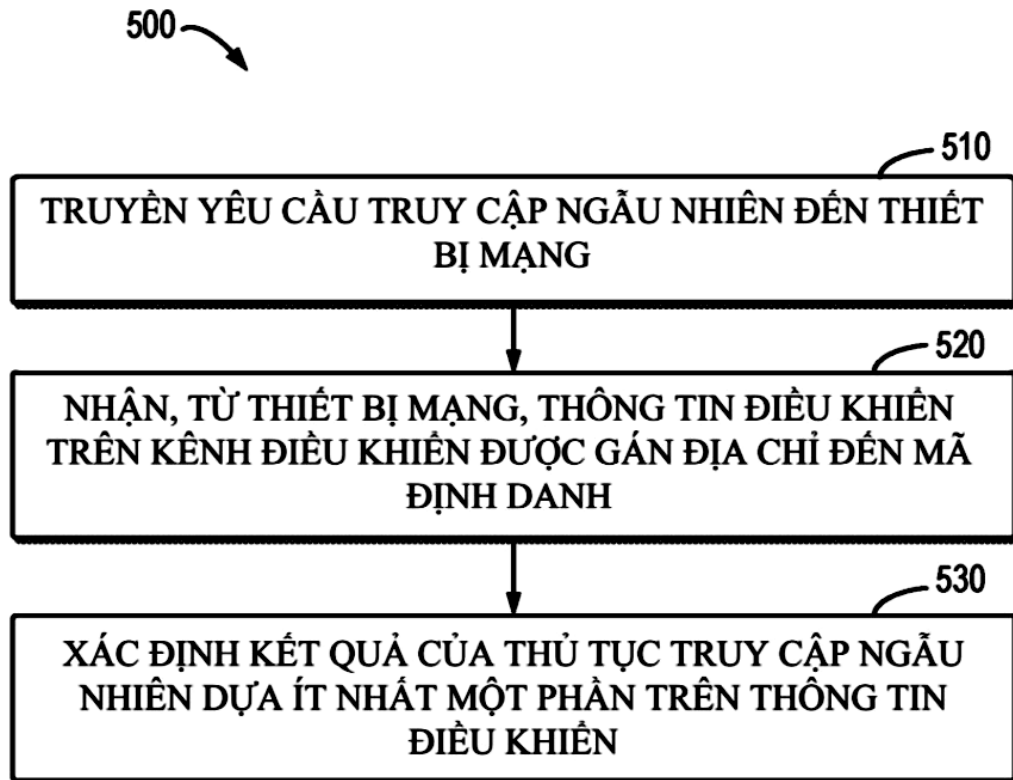 500
510
TRUYỀN YÊU CẦU TRUY CẬP NGẪU NHIÊN ĐẾN THIẾT
BỊ MẠNG
520
NHẬN, TỪ THIẾT BỊ MẠNG, THÔNG TIN ĐIỀU KHIỂN
TRÊN KÊNH ĐIỀU KHIỂN ĐƯỢC GÁN ĐỊA CHỈ ĐẾN MÃ
ĐỊNH DANH
530
XÁC ĐỊNH KẾT QUẢ CỦA THỦ TỤC TRUY CẬP NGẪU
NHIÊN DỰA ÍT NHẤT MỘT PHẦN TRÊN THÔNG TIN
ĐIỀU KHIỂN